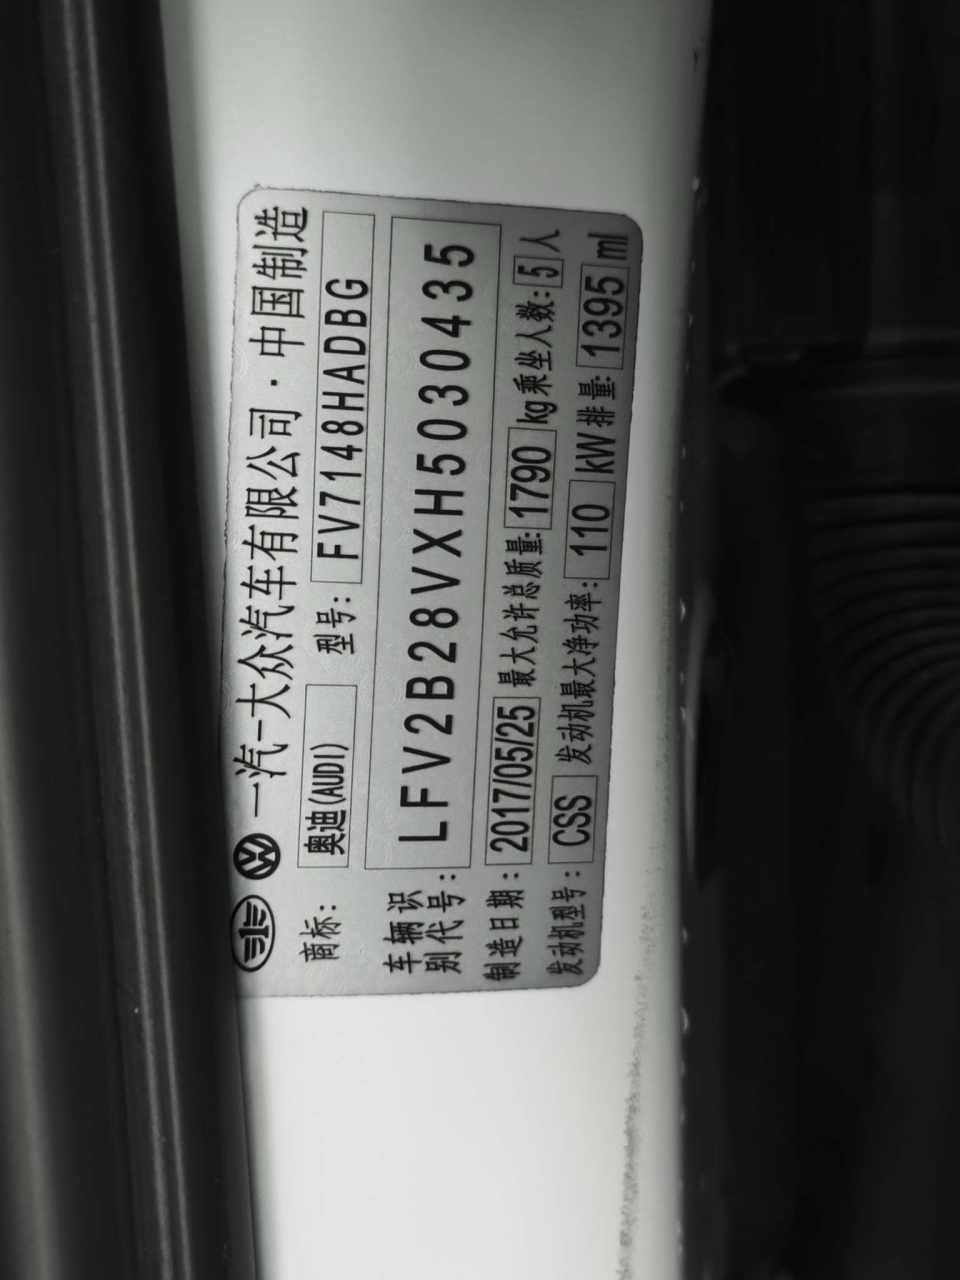 一汽-大众汽车有限公司·中国制造
商标: 奥迪(AUDI) 型号: FV7148HADBG
车辆识别代号: LFV2B28VXH5030435
制造日期: 2017/05/25 最大允许总质量: 1790 kg 乘坐人数: 5 人
发动机型号: CSS 发动机最大净功率: 110 kW 排量: 1395 ml